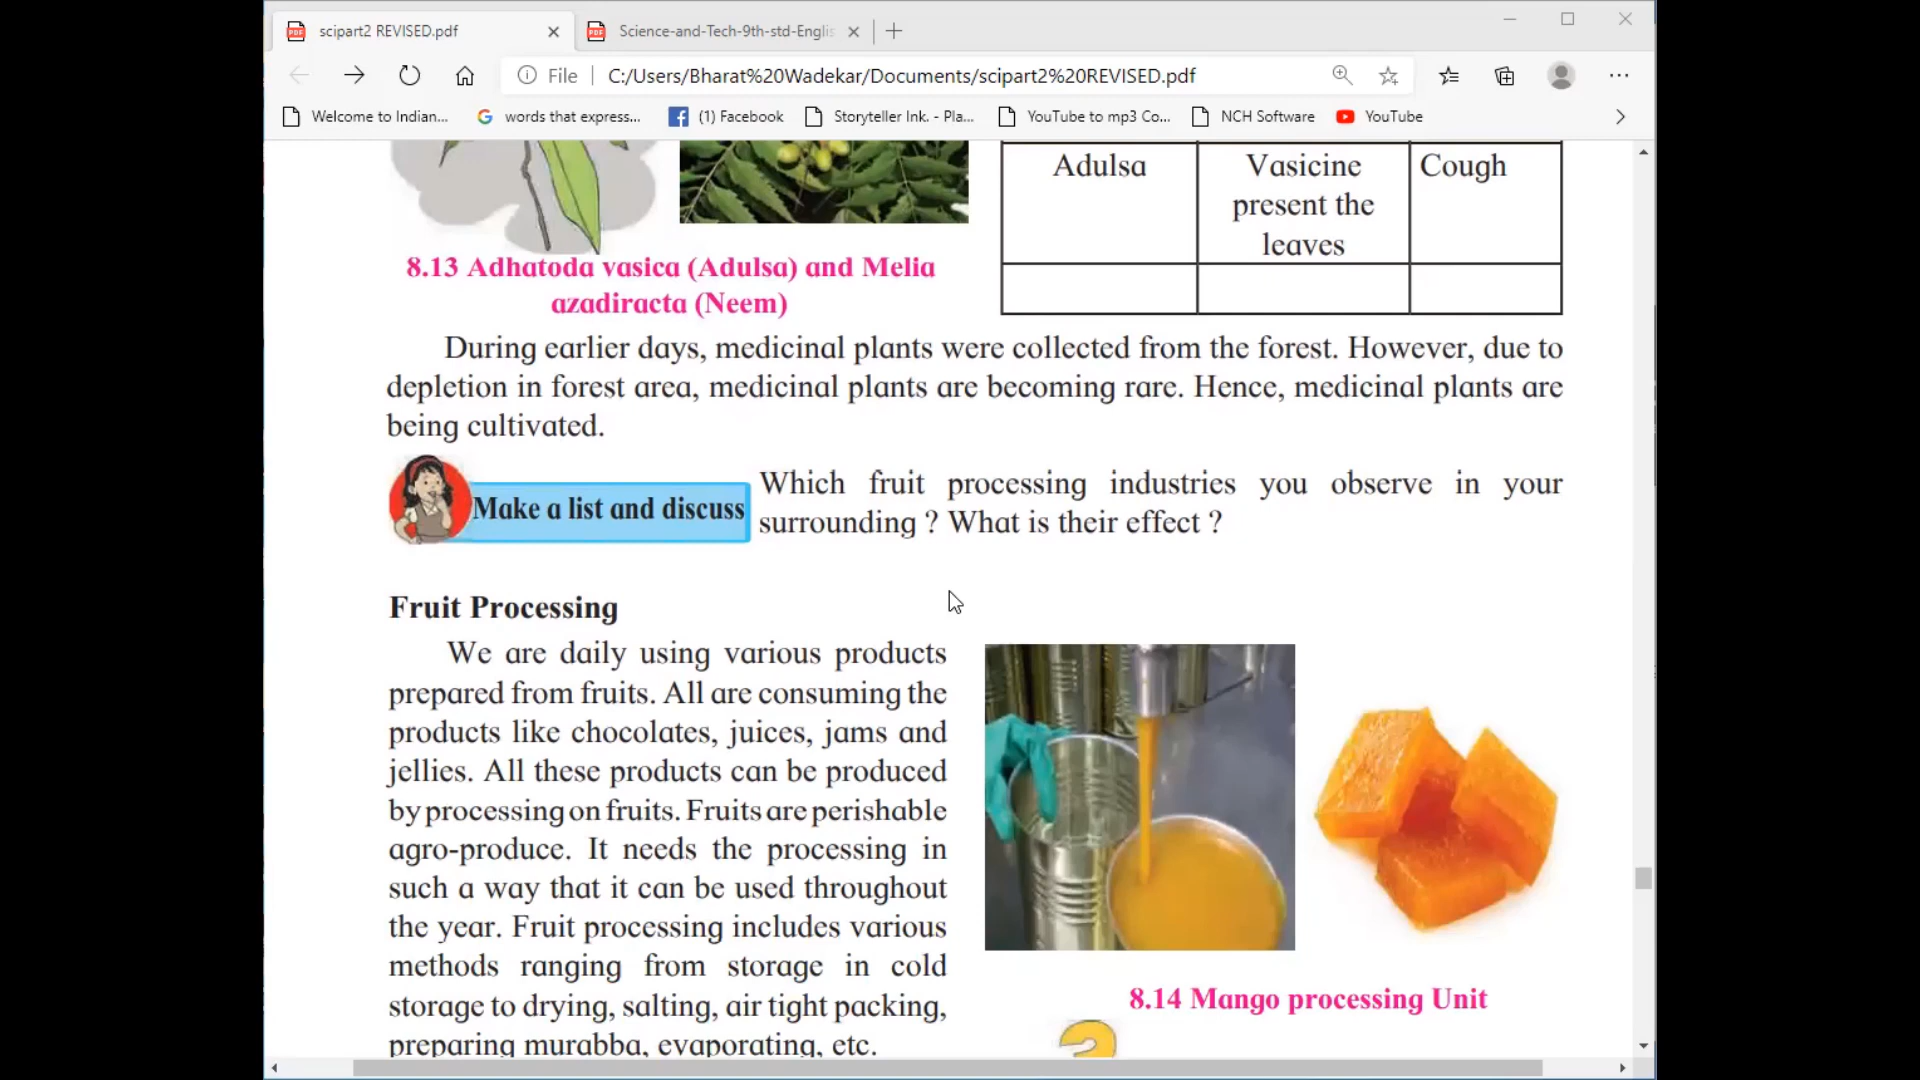 scipart2 REVISED.pdf
Science-and-Tech-9th-std-Englis
File
C:/Users/Bharat%20Wadekar/Documents/scipart2%20REVISED.pdf
Welcome to Indian...
words that express...
(1) Facebook
Storyteller Ink. - Pla...
YouTube to mp3 Co...
NCH Software
YouTube
Adulsa
Vasicine
present the
leaves
Cough
8.13 Adhatoda vasica (Adulsa) and Melia
azadiracta (Neem)
During earlier days, medicinal plants were collected from the forest. However, due to
depletion in forest area, medicinal plants are becoming rare. Hence, medicinal plants are
being cultivated.
Make a list and discuss
Which fruit processing industries you observe in your
surrounding ? What is their effect ?
Fruit Processing
We are daily using various products
prepared from fruits. All are consuming the
products like chocolates, juices, jams and
jellies. All these products can be produced
by processing on fruits. Fruits are perishable
agro-produce. It needs the processing in
such a way that it can be used throughout
the year. Fruit processing includes various
methods ranging from storage in cold
storage to drying, salting, air tight packing,
preparing murabba, evaporating, etc.
8.14 Mango processing Unit
?